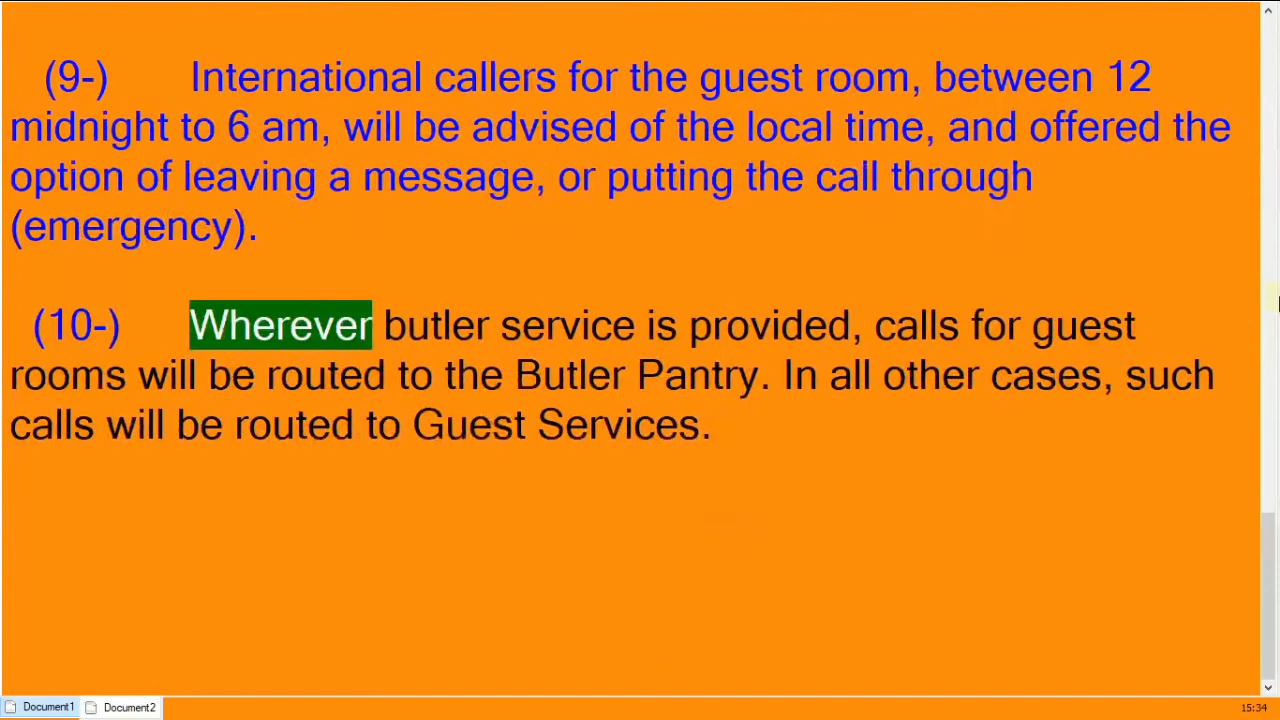 (9-) International callers for the guest room, between 12
midnight to 6 am, will be advised of the local time, and offered the
option of leaving a message, or putting the call through
(emergency).
(10-) Wherever butler service is provided, calls for guest
rooms will be routed to the Butler Pantry. In all other cases, such
calls will be routed to Guest Services.
Document1 Document2 15:34